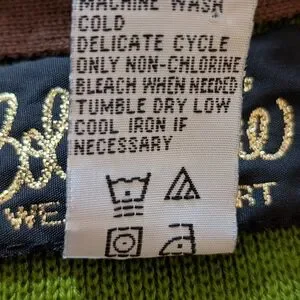 MACHINE WASH
COLD
DELICATE CYCLE
ONLY NON-CHLORINE
BLEACH WHEN NEEDED
TUMBLE DRY LOW
COOL IRON IF
NECESSARY